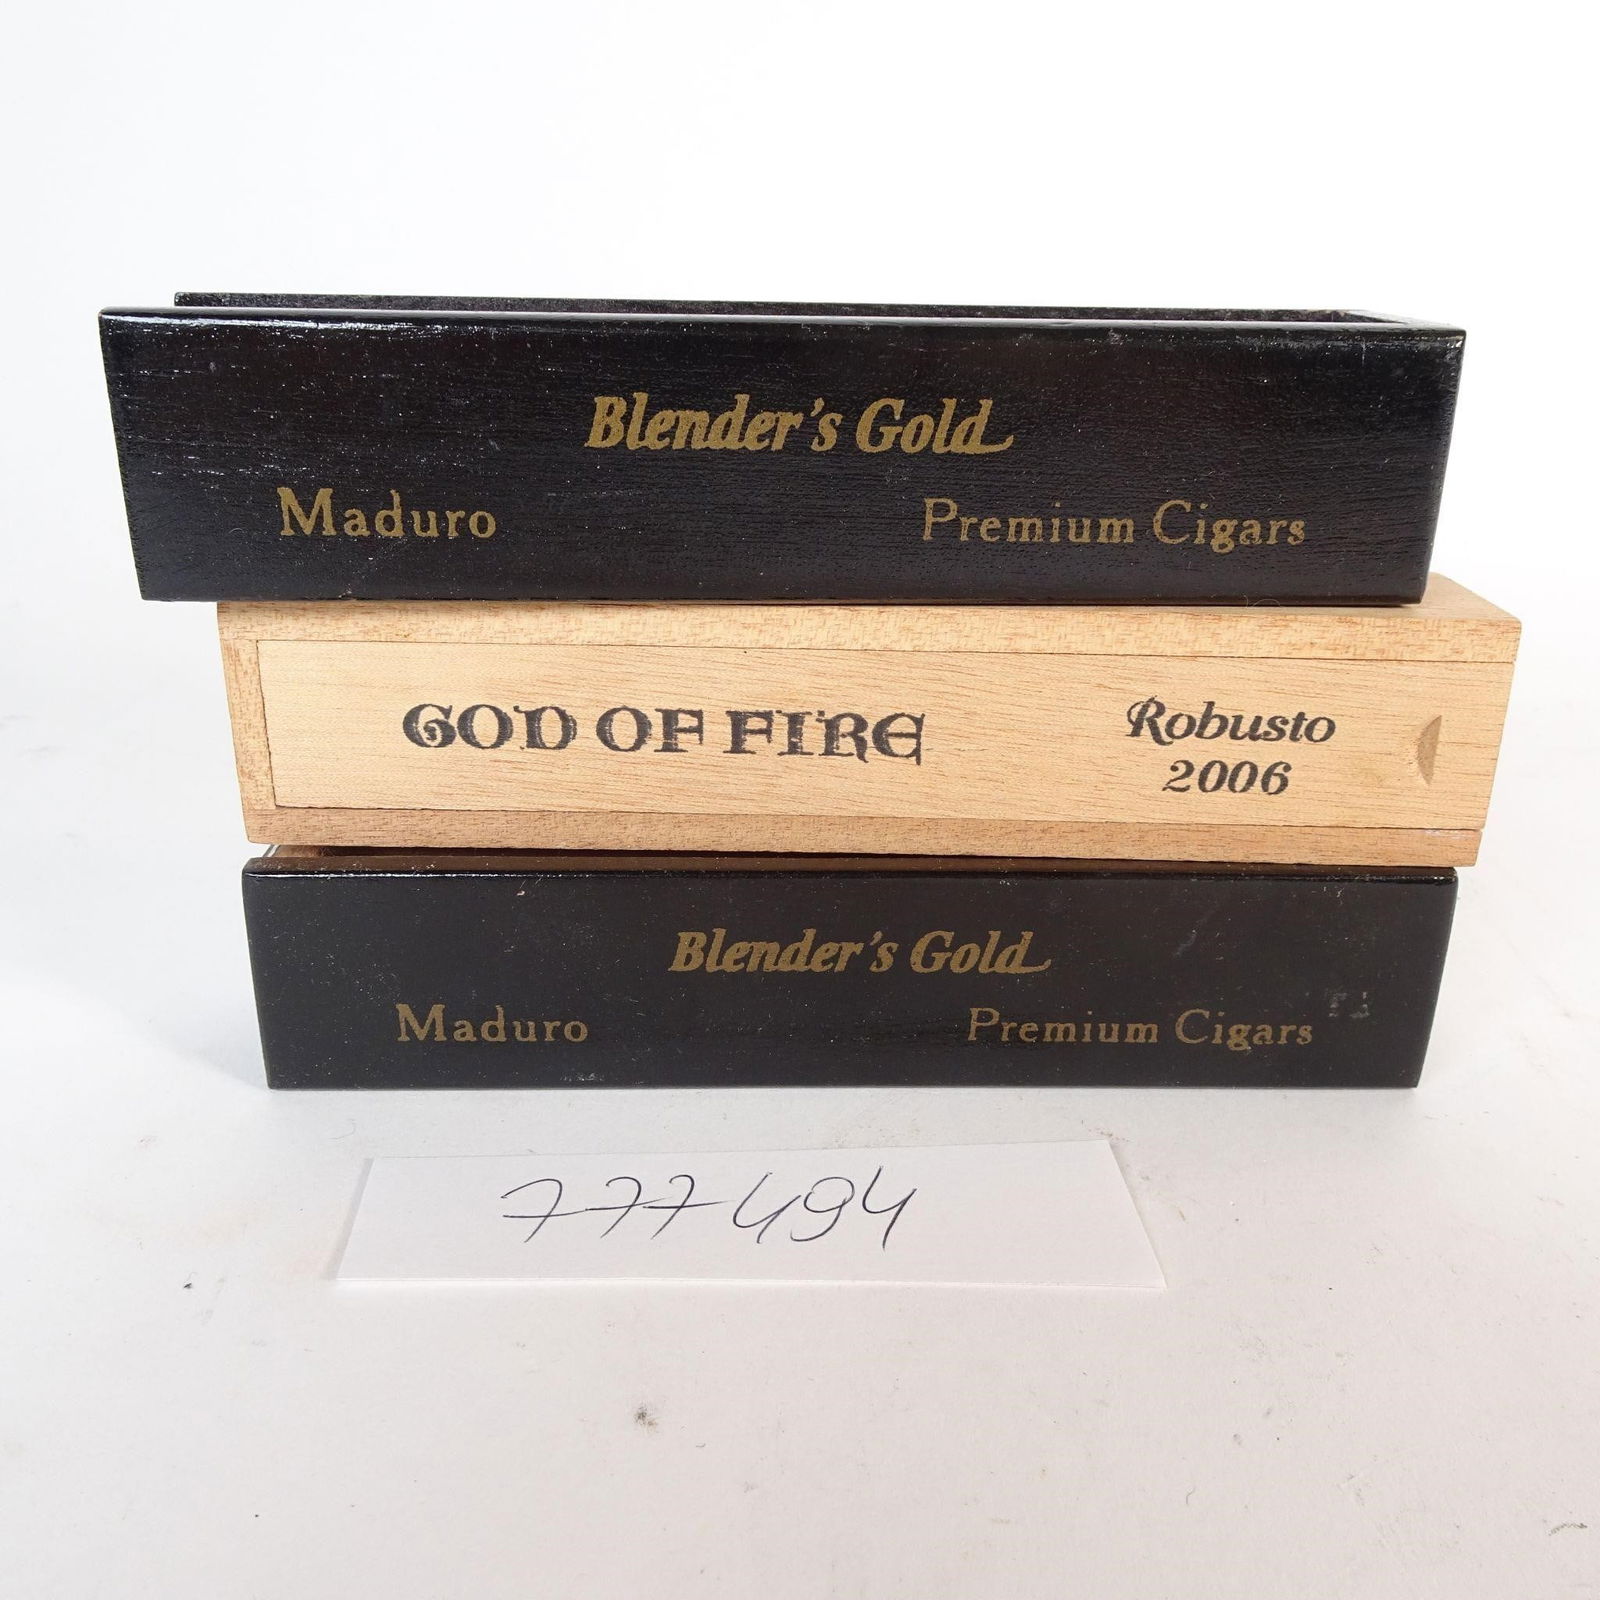 Blender's Gold
Maduro Premium Cigars
GOD OF FIRE Robusto
2006
Blender's Gold
Maduro Premium Cigars
777494